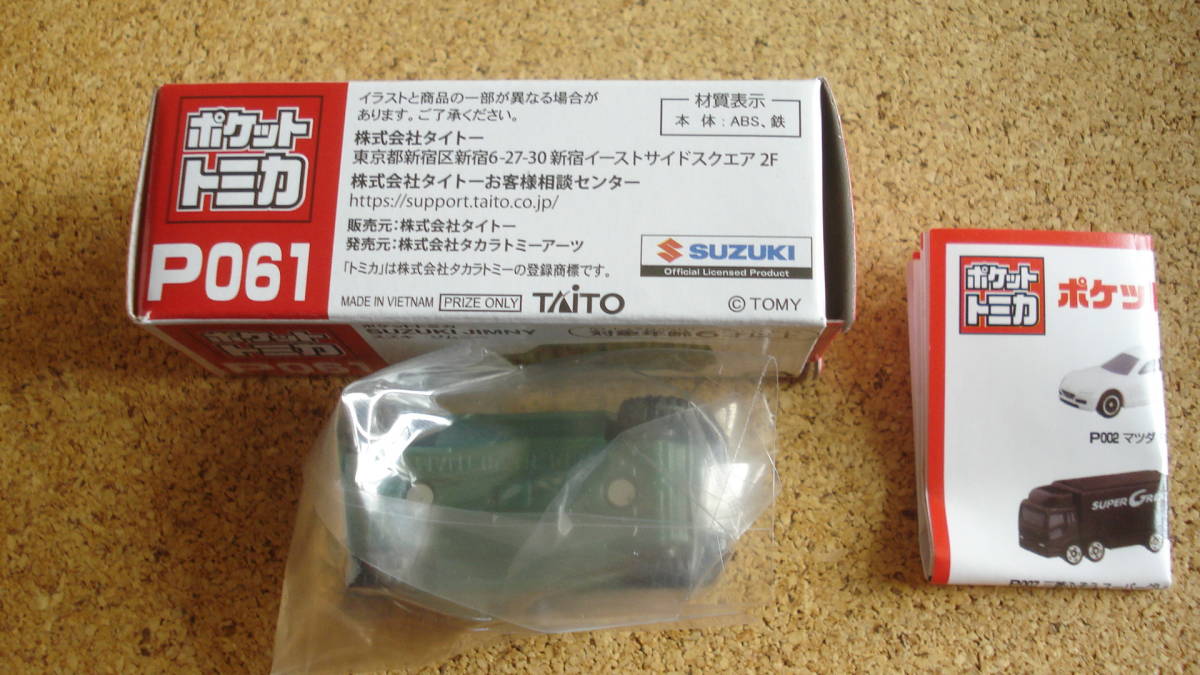 ポケット
トミカ
P061
イラストと商品の一部が異なる場合が
あります。ご了承ください。
株式会社タイトー
東京都新宿区新宿6-27-30 新宿イーストサイドスクエア 2F
株式会社タイトーお客様相談センター
https://support.taito.co.jp/
販売元:株式会社タイトー
発売元:株式会社タカラトミーアーツ
「トミカ」は株式会社タカラトミーの登録商標です。
MADE IN VIETNAM PRIZE ONLY TAITO © TOMY
材質表示
本 体:ABS、鉄
SUZUKI
Official Licensed Product
ポケット
トミカ
P061
SUZUKI JIMNY
ポケット
トミカ
ポケッ
P002 マツダ
SUPER GRE